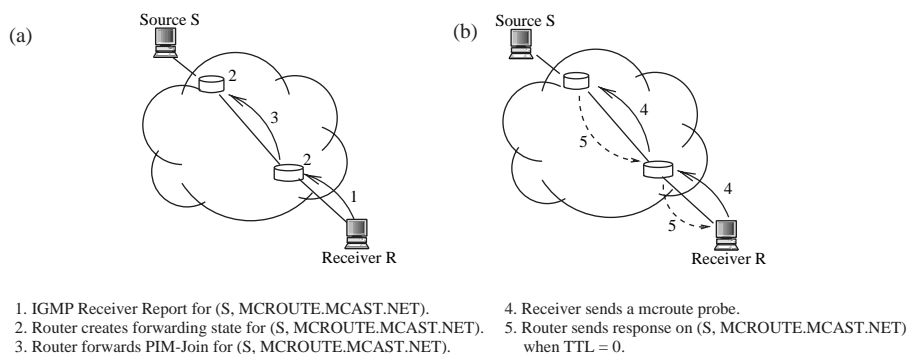 (a)
Source S
2
3
2
1
Receiver R
1. IGMP Receiver Report for (S, MCROUTE.MCAST.NET).
2. Router creates forwarding state for (S, MCROUTE.MCAST.NET).
3. Router forwards PIM-Join for (S, MCROUTE.MCAST.NET).
(b)
Source S
4
5
4
5
Receiver R
4. Receiver sends a mcroute probe.
5. Router sends response on (S, MCROUTE.MCAST.NET)
when TTL = 0.